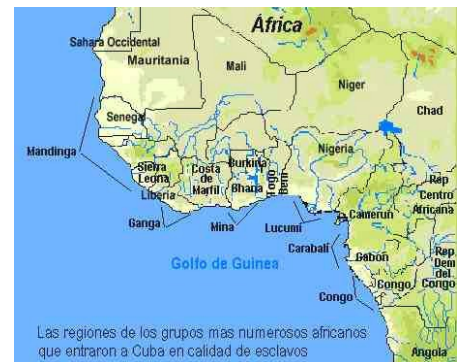 África
Sahara Occidental
Mauritania
Mali
Niger
Chad
Senegal
Mandinga
Sierra
Leona
Liberia
Costa
de
Marfil
Burkina
Ghana
Togo
Beni
Nigeria
Ganga
Mina
Lucumí
Carabalí
Camerun
Rep
Centro
Africana
Golfo de Guinea
Gabón
Congo
Rep
Dem
del
Congo
Congo
Angola
Las regiones de los grupos mas numerosos africanos
que entraron a Cuba en calidad de esclavos